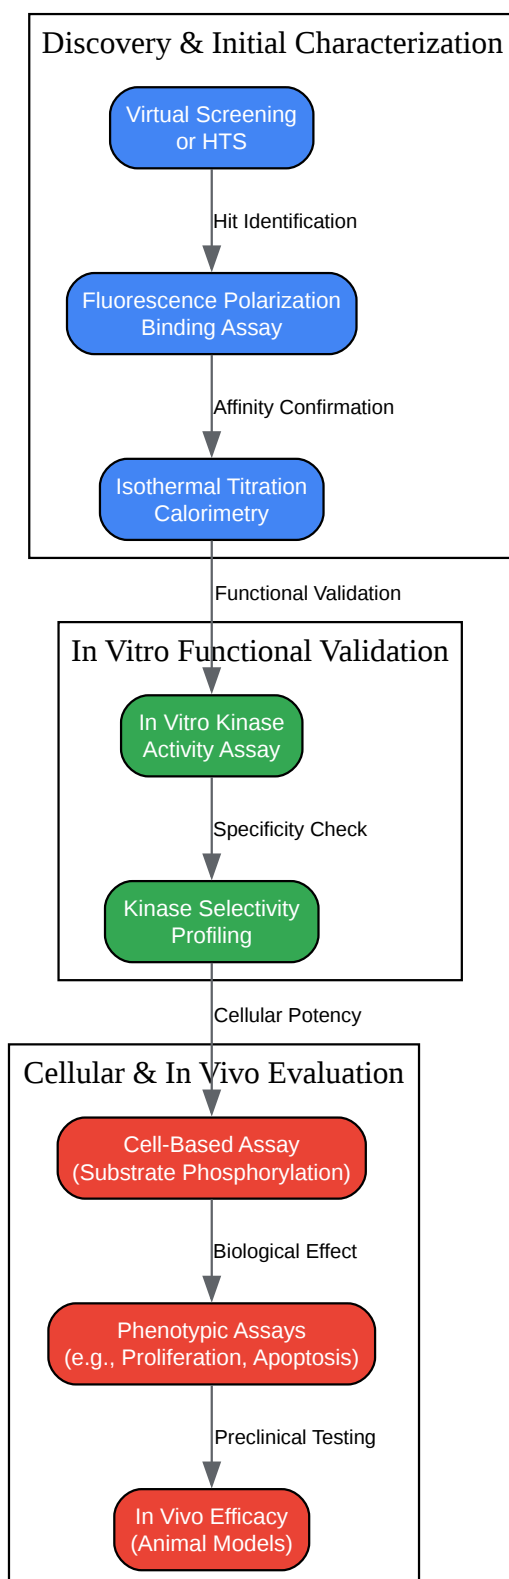 Discovery & Initial Characterization
Virtual Screening
or HTS
Hit Identification
Fluorescence Polarization
Binding Assay
Affinity Confirmation
Isothermal Titration
Calorimetry
Functional Validation
In Vitro Functional Validation
In Vitro Kinase
Activity Assay
Specificity Check
Kinase Selectivity
Profiling
Cellular Potency
Cellular & In Vivo Evaluation
Cell-Based Assay
(Substrate Phosphorylation)
Biological Effect
Phenotypic Assays
(e.g., Proliferation, Apoptosis)
Preclinical Testing
In Vivo Efficacy
(Animal Models)